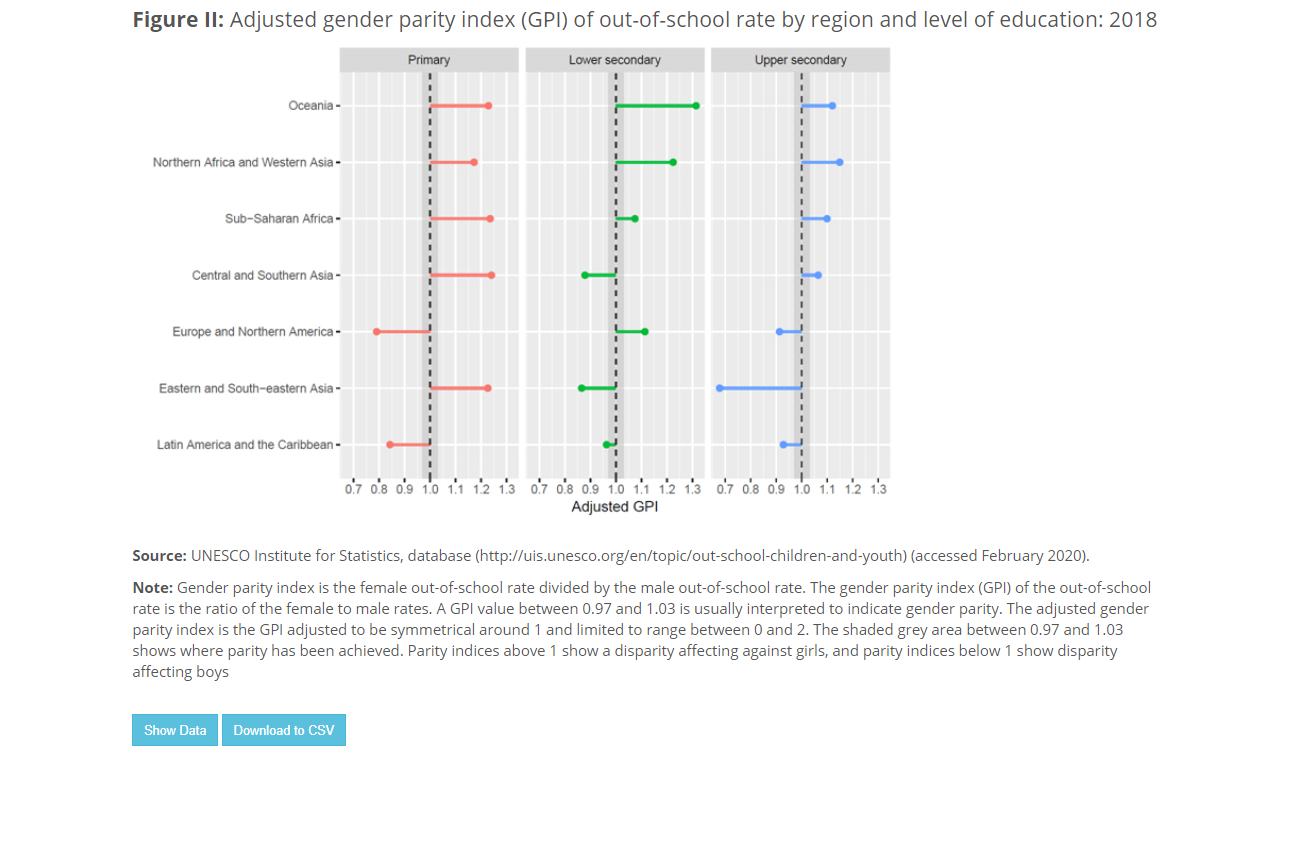 Figure II: Adjusted gender parity index (GPI) of out-of-school rate by region and level of education: 2018
Primary
Lower secondary
Upper secondary
Oceania
Northern Africa and Western Asia
Sub−Saharan Africa
Central and Southern Asia
Europe and Northern America
Eastern and South−eastern Asia
Latin America and the Caribbean
0.7 0.8 0.9 1.0 1.1 1.2 1.3
0.7 0.8 0.9 1.0 1.1 1.2 1.3
0.7 0.8 0.9 1.0 1.1 1.2 1.3
Adjusted GPI
Source: UNESCO Institute for Statistics, database (http://uis.unesco.org/en/topic/out-school-children-and-youth) (accessed February 2020).
Note: Gender parity index is the female out-of-school rate divided by the male out-of-school rate. The gender parity index (GPI) of the out-of-school
rate is the ratio of the female to male rates. A GPI value between 0.97 and 1.03 is usually interpreted to indicate gender parity. The adjusted gender
parity index is the GPI adjusted to be symmetrical around 1 and limited to range between 0 and 2. The shaded grey area between 0.97 and 1.03
shows where parity has been achieved. Parity indices above 1 show a disparity affecting against girls, and parity indices below 1 show disparity
affecting boys
Show Data
Download to CSV